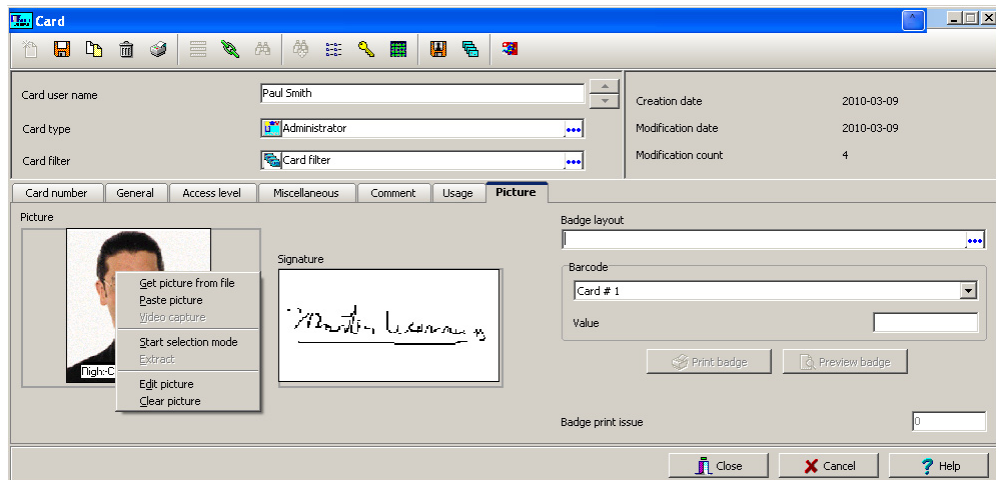 Card
Card user name
Paul Smith
Card type
Administrator
Card filter
Card filter
Creation date
2010-03-09
Modification date
2010-03-09
Modification count
4
Card number
General
Access level
Miscellaneous
Comment
Usage
Picture
Picture
Get picture from file
Paste picture
Video capture
Start selection mode
Extract
Edit picture
Clear picture
Signature
Badge layout
Barcode
Card # 1
Value
Print badge
Preview badge
Badge print issue
0
Close
Cancel
Help